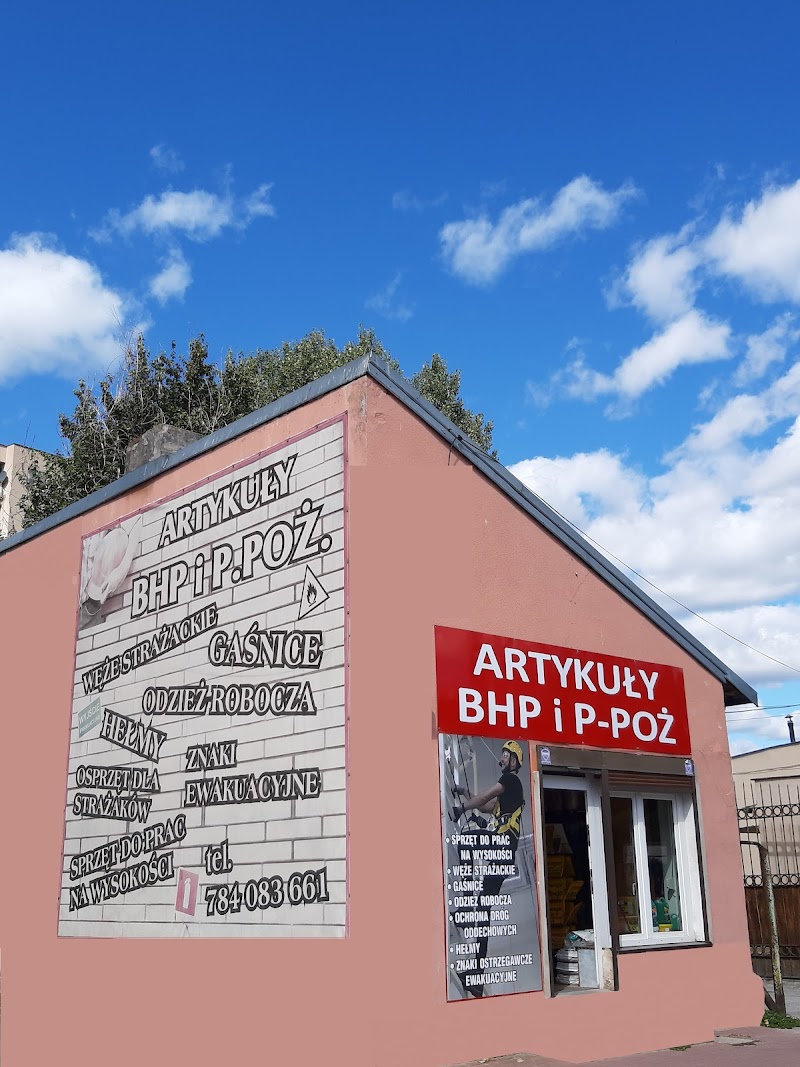 ARTYKUŁY
BHP i P.POŻ.
WĘŻE STRAŻACKIE
GAŚNICE
ODZIEŻ ROBOCZA
HEŁMY
ZNAKI
EWAKUACYJNE
OSPRZĘT DLA
STRAŻAKÓW
SPRZĘT DO PRAC
NA WYSOKOŚCI
tel.
784 083 661
ARTYKUŁY
BHP i P-POŻ
• SPRZĘT DO PRAC
NA WYSOKOŚCI
• WĘŻE STRAŻACKIE
• GAŚNICE
• ODZIEŻ ROBOCZA
• OCHRONA DRÓG
ODDECHOWYCH
• HEŁMY
• ZNAKI OSTRZEGAWCZE
EWAKUACYJNE